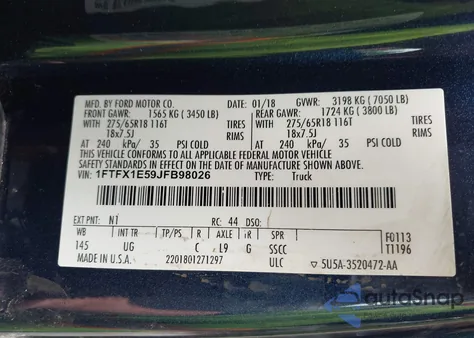 MFD. BY FORD MOTOR CO. DATE: 01/18 GVWR: 3198 KG (7050 LB)
FRONT GAWR: 1565 KG (3450 LB) REAR GAWR: 1724 KG (3800 LB)
WITH 275/65R18 116T TIRES WITH 275/65R18 116T TIRES
18x7.5J RIMS 18x7.5J RIMS
AT 240 kPa/ 35 PSI COLD AT 240 kPa/ 35 PSI COLD
THIS VEHICLE CONFORMS TO ALL APPLICABLE FEDERAL MOTOR VEHICLE
SAFETY STANDARDS IN EFFECT ON THE DATE OF MANUFACTURE SHOWN ABOVE.
VIN: 1FTFX1E59JFB98026 TYPE: Truck
EXT PNT: N1 RC: 44 DSO:
WB INT TR TP/PS R AXLE TR SPR F0113
145 UG C L9 G SSCC T1196
MADE IN U.S.A. 2201801271297 ULC 5U5A-3520472-AA
autoSnap